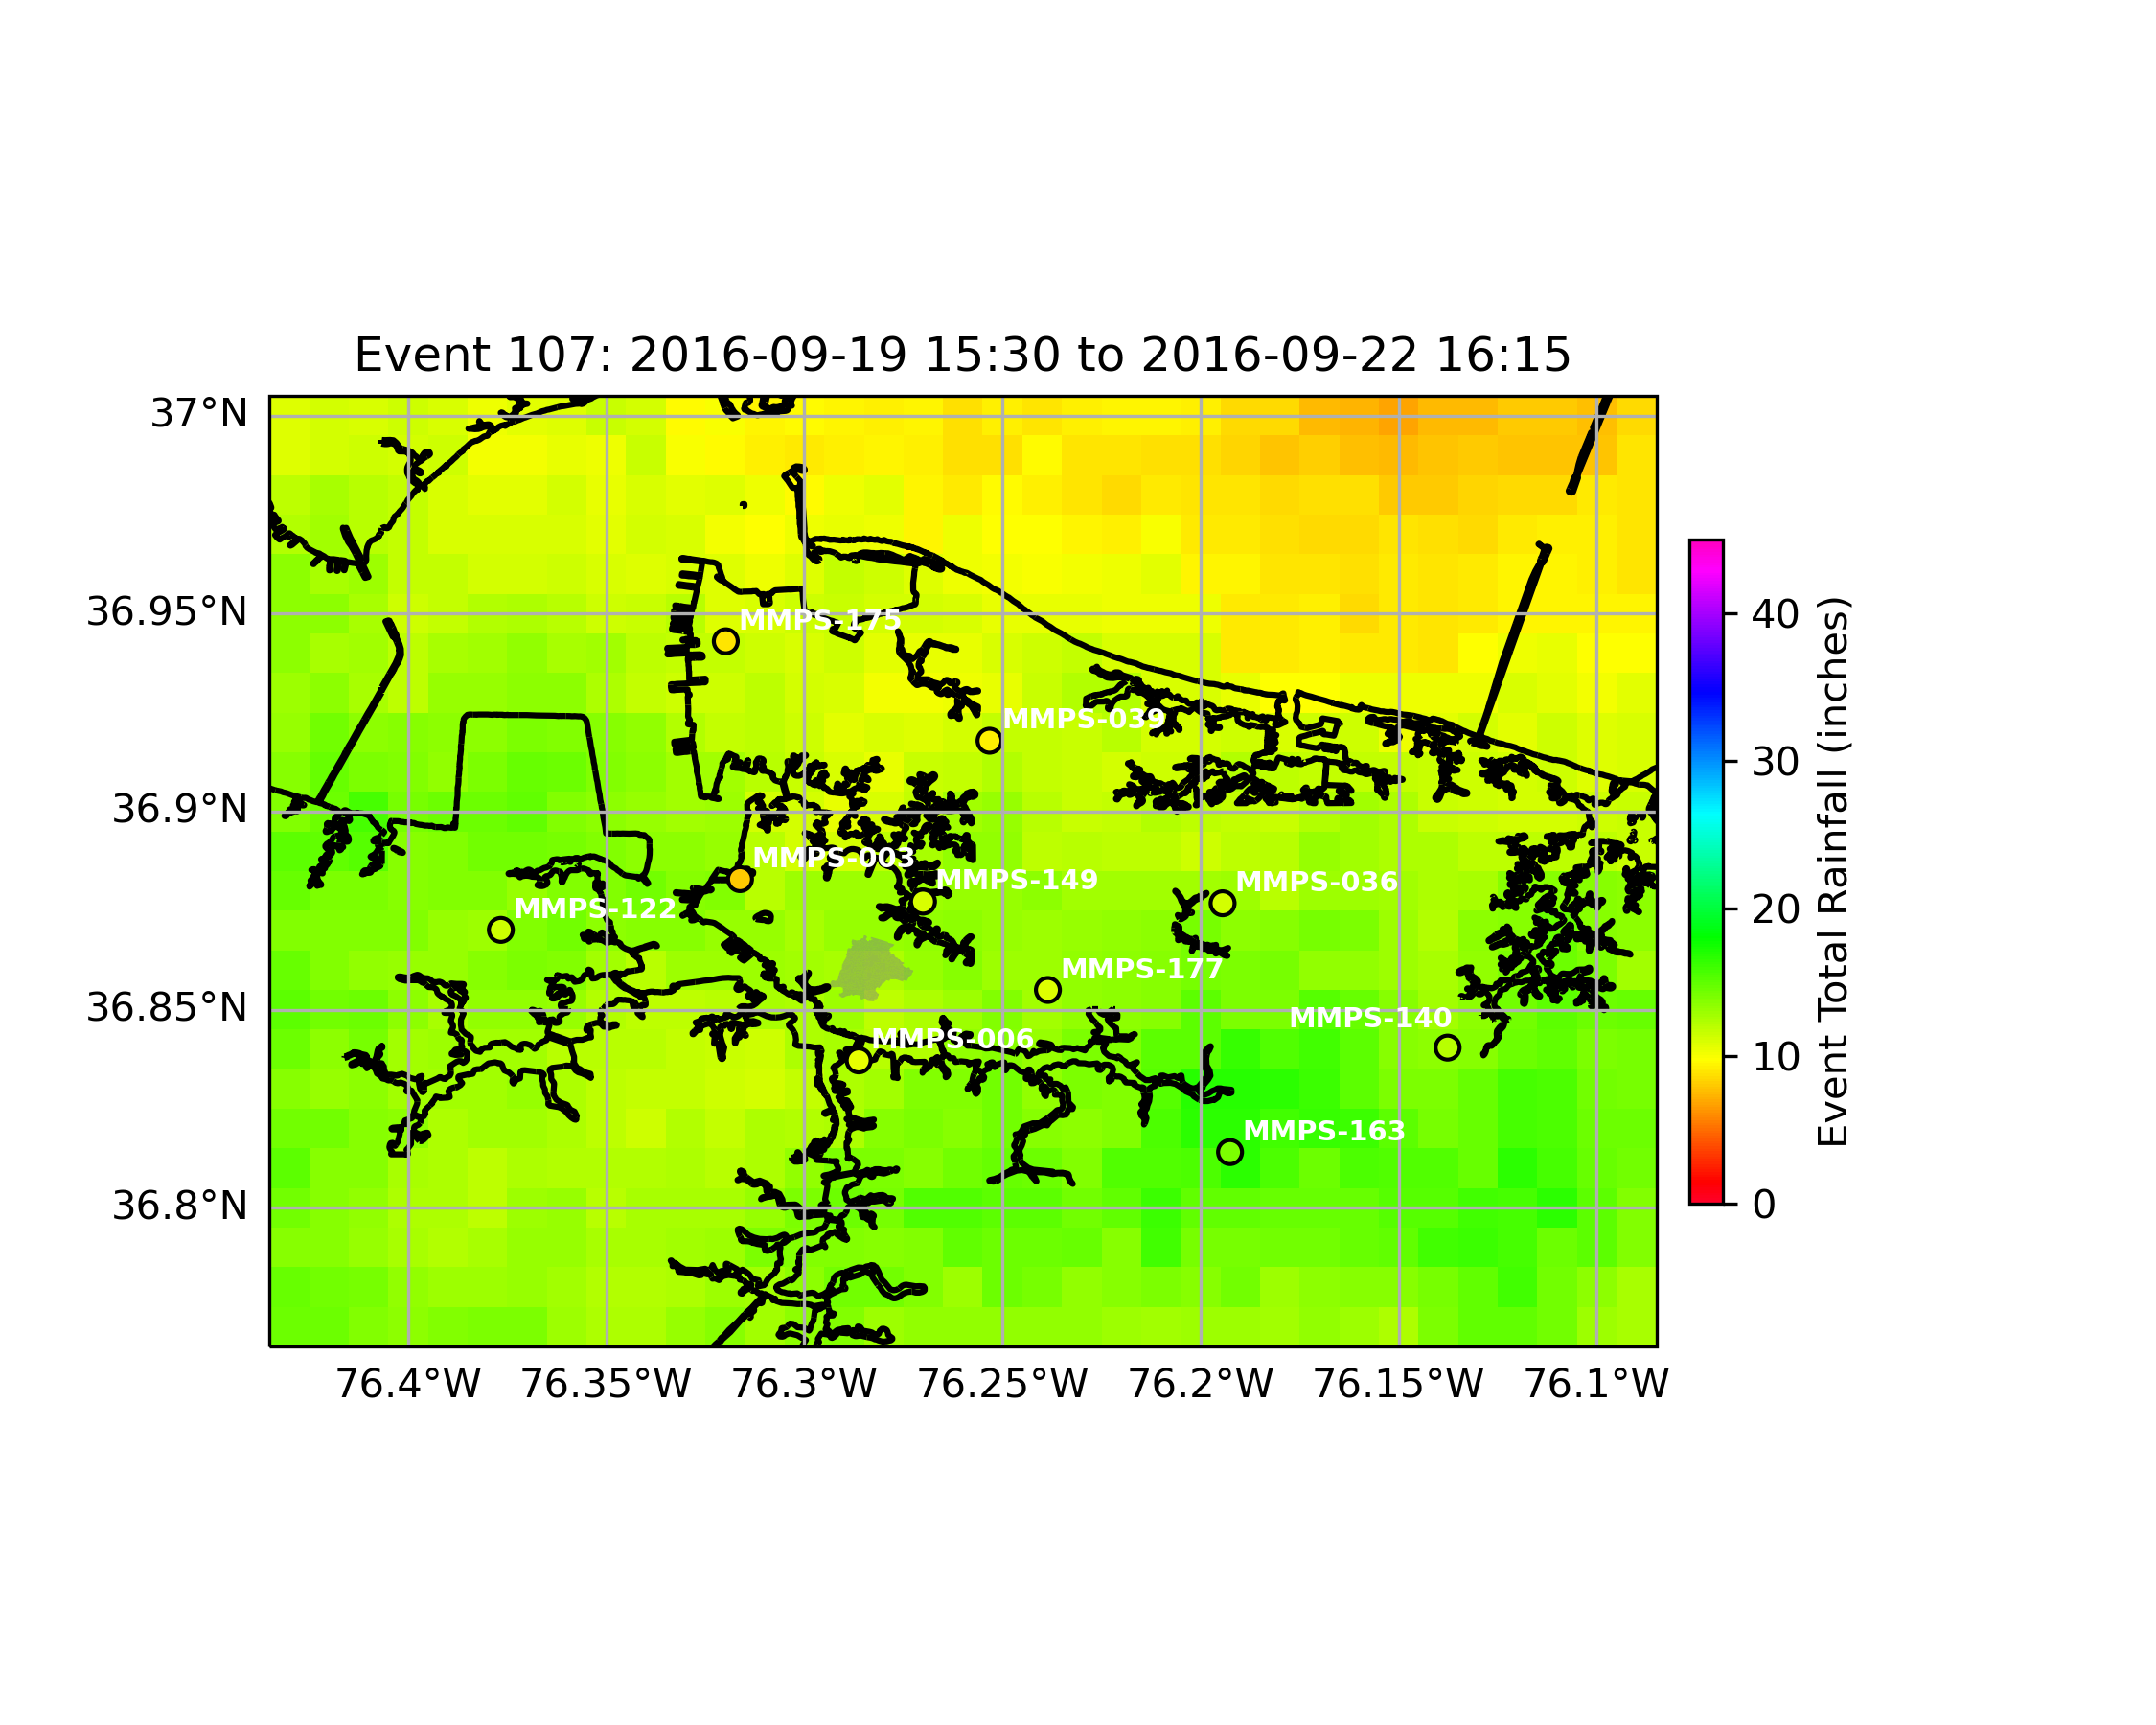 Event 107: 2016-09-19 15:30 to 2016-09-22 16:15
37°N
36.95°N
36.9°N
36.85°N
36.8°N
MMPS-175
MMPS-039
MMPS-003
MMPS-149
MMPS-036
MMPS-122
MMPS-177
MMPS-140
MMPS-006
MMPS-163
76.4°W 76.35°W 76.3°W 76.25°W 76.2°W 76.15°W 76.1°W
40
30
20
10
0
Event Total Rainfall (inches)